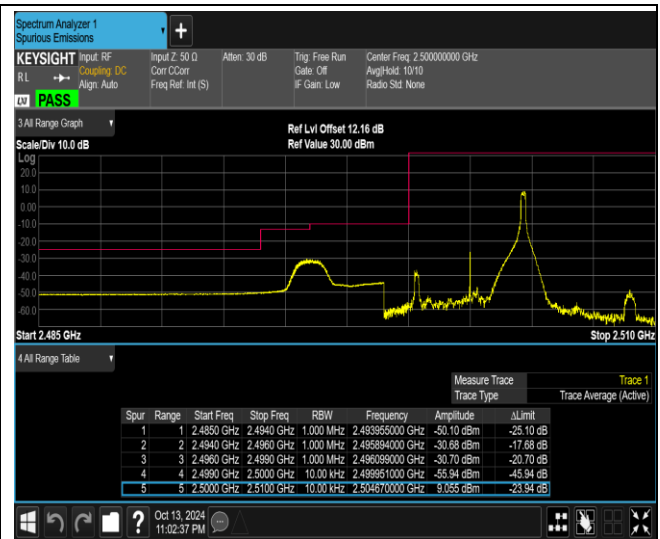 Spectrum Analyzer 1
Spurious Emissions
+
KEYSIGHT Input: RF Input Z: 50 Ω Atten: 30 dB Trig: Free Run Center Freq: 2.500000000 GHz
RL Coupling: DC Corr CCorr Gate: Off Avg|Hold: 10/10
Align: Auto Freq Ref: Int (S) IF Gain: Low Radio Std: None
LXI PASS
3 All Range Graph
Ref Lvl Offset 12.16 dB
Scale/Div 10.0 dB Ref Value 30.00 dBm
Log
20.0
10.0
0.00
-10.0
-20.0
-30.0
-40.0
-50.0
-60.0
Start 2.485 GHz Stop 2.510 GHz
4 All Range Table
Measure Trace Trace 1
Trace Type Trace Average (Active)
Spur Range Start Freq Stop Freq RBW Frequency Amplitude ΔLimit
1 1 2.4850 GHz 2.4940 GHz 1.000 MHz 2.493955000 GHz -50.10 dBm -25.10 dB
2 2 2.4940 GHz 2.4960 GHz 1.000 MHz 2.495894000 GHz -30.68 dBm -17.68 dB
3 3 2.4960 GHz 2.4990 GHz 1.000 MHz 2.496099000 GHz -30.70 dBm -20.70 dB
4 4 2.4990 GHz 2.5000 GHz 10.00 kHz 2.499951000 GHz -55.94 dBm -45.94 dB
5 5 2.5000 GHz 2.5100 GHz 10.00 kHz 2.504670000 GHz 9.055 dBm -23.94 dB
? Oct 13, 2024
11:02:37 PM